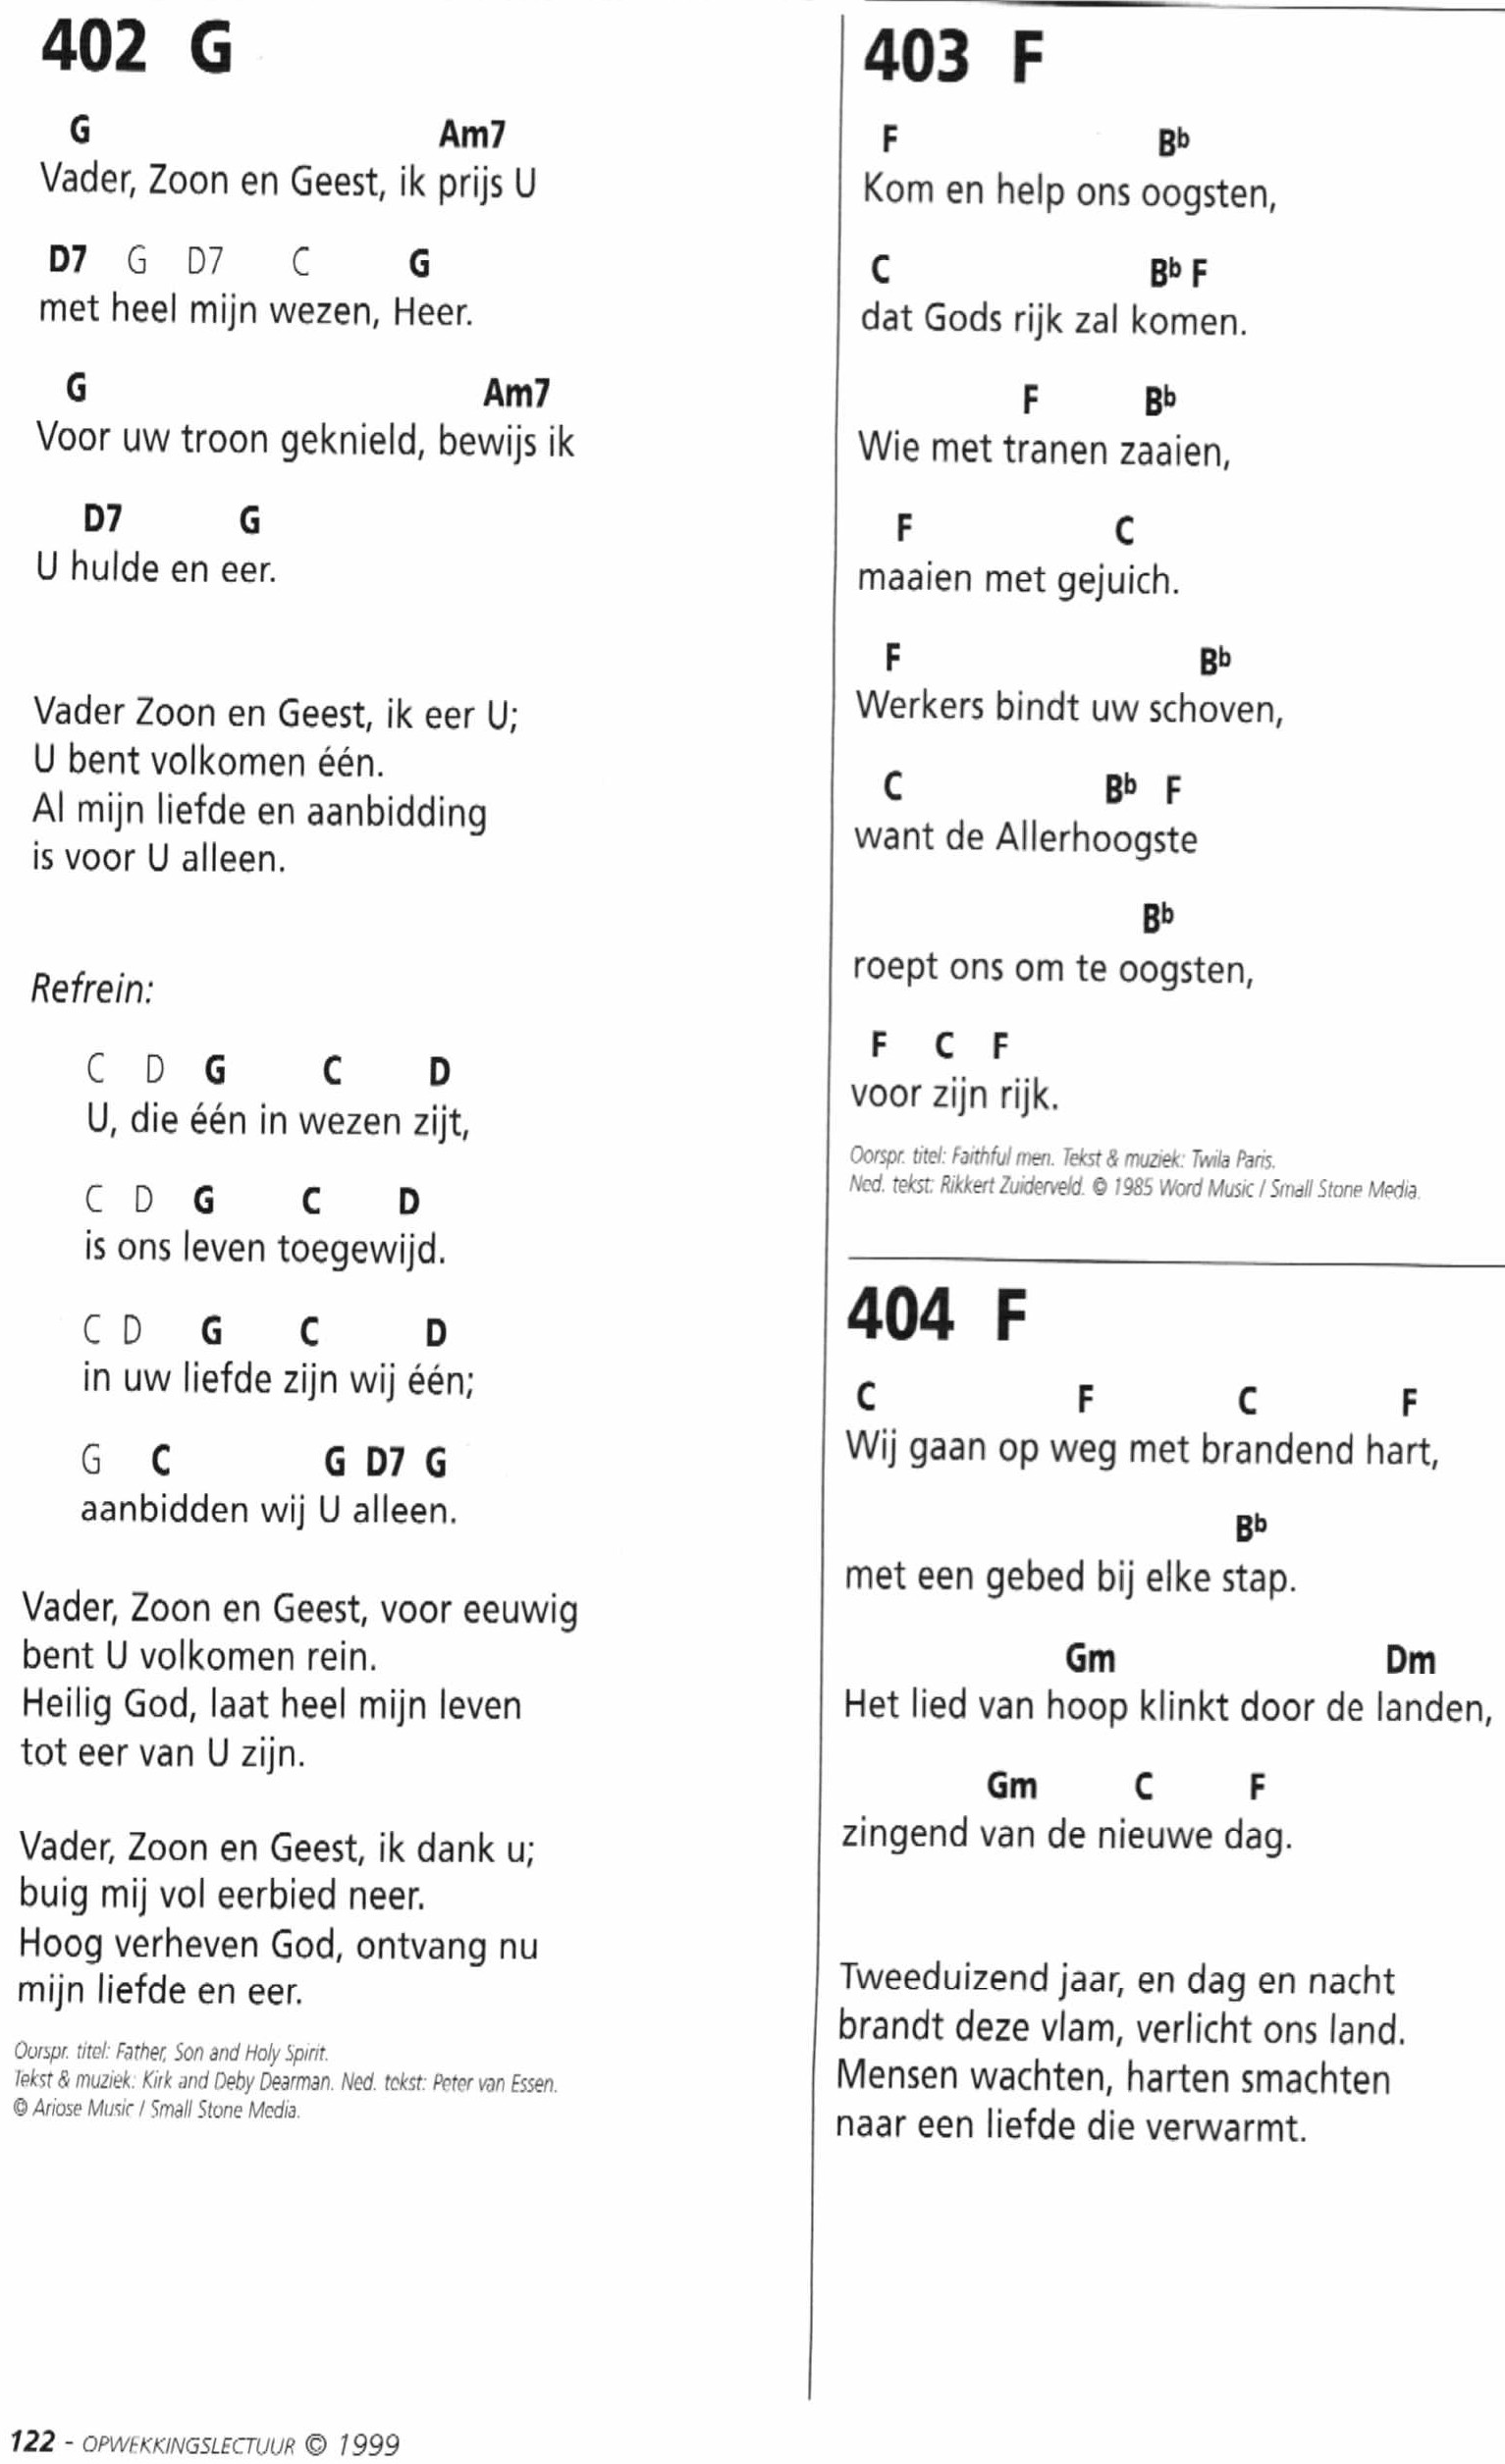 402 G
G Am7
Vader, Zoon en Geest, ik prijs U
D7 G D7 C G
met heel mijn wezen, Heer.
G Am7
Voor uw troon geknield, bewijs ik
D7 G
U hulde en eer.
Vader Zoon en Geest, ik eer U;
U bent volkomen één.
Al mijn liefde en aanbidding
is voor U alleen.
Refrein:
C D G C D
U, die één in wezen zijt,
C D G C D
is ons leven toegewijd.
C D G C D
in uw liefde zijn wij één;
G C G D7 G
aanbidden wij U alleen.
Vader, Zoon en Geest, voor eeuwig
bent U volkomen rein.
Heilig God, laat heel mijn leven
tot eer van U zijn.
Vader, Zoon en Geest, ik dank u;
buig mij vol eerbied neer.
Hoog verheven God, ontvang nu
mijn liefde en eer.
Oorspr. titel: Father, Son and Holy Spirit.
Tekst & muziek: Kirk and Deby Dearman. Ned. tekst: Peter van Essen.
© Ariose Music / Small Stone Media.
403 F
F Bb
Kom en help ons oogsten,
C Bb F
dat Gods rijk zal komen.
F Bb
Wie met tranen zaaien,
F C
maaien met gejuich.
F Bb
Werkers bindt uw schoven,
C Bb F
want de Allerhoogste
Bb
roept ons om te oogsten,
F C F
voor zijn rijk.
Oorspr. titel: Faithful men. Tekst & muziek: Twila Paris.
Ned. tekst: Rikkert Zuiderveld. © 1985 Word Music / Small Stone Media.
404 F
C F C F
Wij gaan op weg met brandend hart,
Bb
met een gebed bij elke stap.
Gm Dm
Het lied van hoop klinkt door de landen,
Gm C F
zingend van de nieuwe dag.
Tweeduizend jaar, en dag en nacht
brandt deze vlam, verlicht ons land.
Mensen wachten, harten smachten
naar een liefde die verwarmt.
122 - OPWEKKINGSLECTUUR © 1999